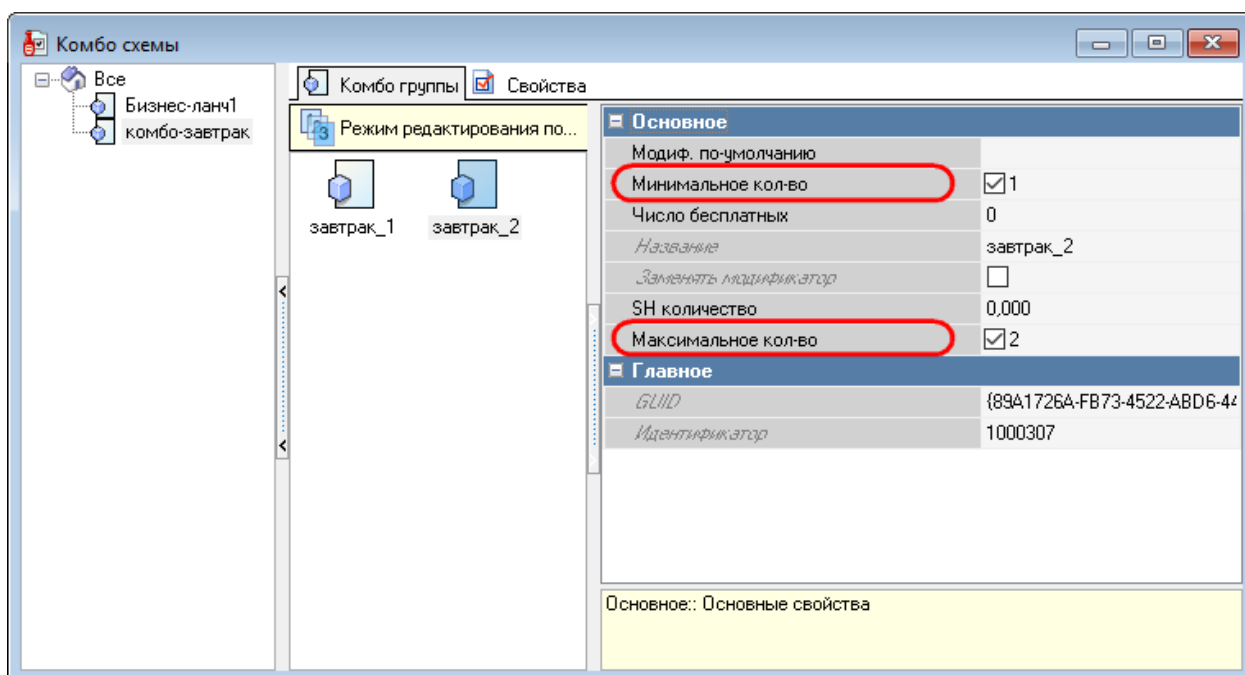 Комбо схемы
Все
Бизнес-ланч1
комбо-завтрак
Комбо группы
Свойства
Режим редактирования по...
завтрак_1
завтрак_2
Основное
Модиф. по-умолчанию
Минимальное кол-во 1
Число бесплатных 0
Название завтрак_2
Заменять модификатор
SH количество 0,000
Максимальное кол-во 2
Главное
GUID {89A1726A-FB73-4522-ABD6-44
Идентификатор 1000307
Основное:: Основные свойства